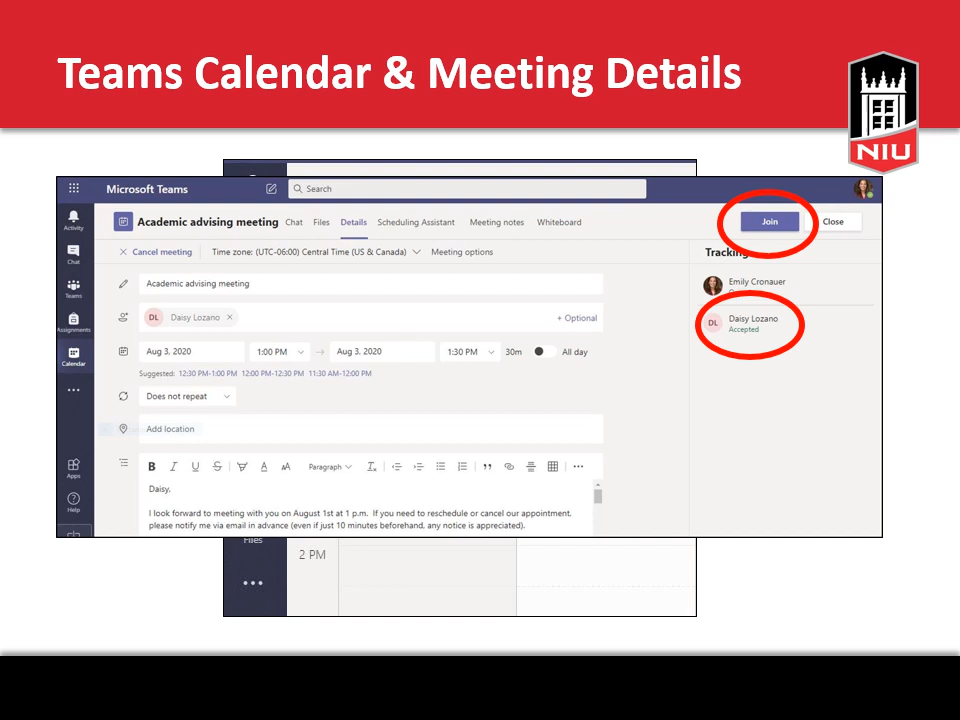 Teams Calendar & Meeting Details
NIU
Microsoft Teams
Search
Activity
Chat
Teams
Assignments
Calendar
Apps
Help
Academic advising meeting Chat Files Details Scheduling Assistant Meeting notes Whiteboard
Join Close
Cancel meeting Time zone: (UTC-06:00) Central Time (US & Canada) Meeting options
Academic advising meeting
DL Daisy Lozano × + Optional
Aug 3, 2020 1:00 PM → Aug 3, 2020 1:30 PM 30m All day
Suggested: 12:30 PM-1:00 PM 12:00 PM-12:30 PM 11:30 AM-12:00 PM
Does not repeat
Add location
B I U S A AA Paragraph
Daisy,
I look forward to meeting with you on August 1st at 1 p.m. If you need to reschedule or cancel our appointment,
please notify me via email in advance (even if just 10 minutes beforehand, any notice is appreciated).
Tracking
Emily Cronauer
DL Daisy Lozano
Accepted
Files
2 PM